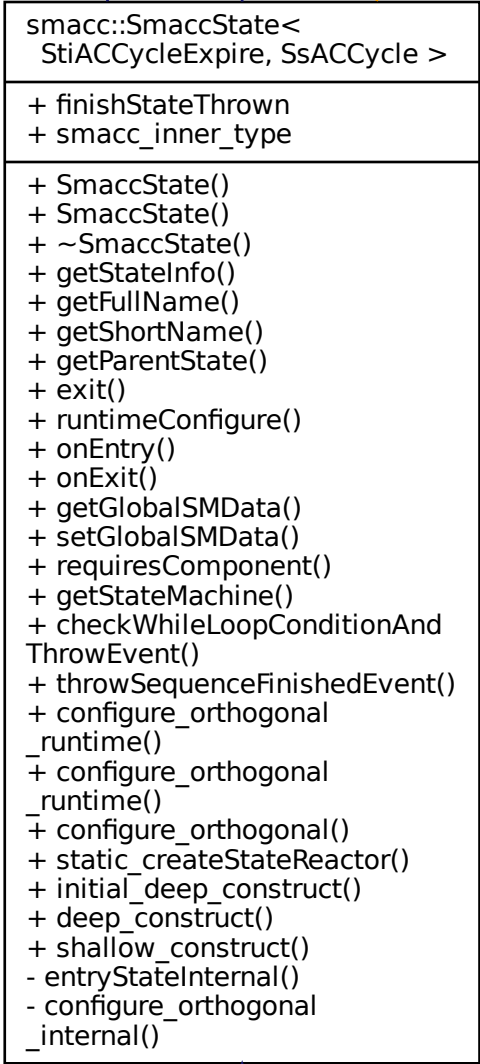 smacc::SmaccState<
StiACCycleExpire, SsACCycle >
+ finishStateThrown
+ smacc_inner_type
+ SmaccState()
+ SmaccState()
+ ~SmaccState()
+ getStateInfo()
+ getFullName()
+ getShortName()
+ getParentState()
+ exit()
+ runtimeConfigure()
+ onEntry()
+ onExit()
+ getGlobalSMData()
+ setGlobalSMData()
+ requiresComponent()
+ getStateMachine()
+ checkWhileLoopConditionAnd
ThrowEvent()
+ throwSequenceFinishedEvent()
+ configure_orthogonal
_runtime()
+ configure_orthogonal
_runtime()
+ configure_orthogonal()
+ static_createStateReactor()
+ initial_deep_construct()
+ deep_construct()
+ shallow_construct()
- entryStateInternal()
- configure_orthogonal
_internal()